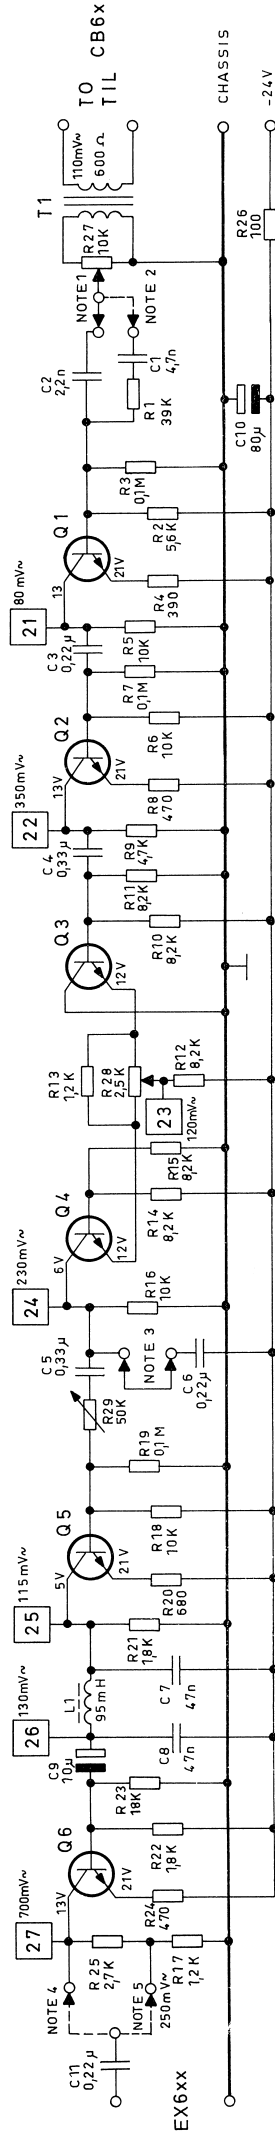 TO CB6x
TIL
110mV~
600 Ω
T1
R27
10K
NOTE 1
NOTE 2
C2
2,2n
C1
4,7n
R1
39K
CHASSIS
-24V
R26
100
C10
80μ
R3
0,1M
R2
5,6K
Q1
21V
13
R4
390
80 mV~
21
C3
0,22μ
R5
10K
R7
0,1M
R6
10K
Q2
13V
21V
R8
470
350mV~
22
C4
0,33μ
R9
4,7K
R11
8,2K
R10
8,2K
Q3
12V
R13
1,2K
R28
2,5K
23
120mV~
R12
8,2K
Q4
6V
12V
R15
8,2K
R14
8,2K
230mV~
24
R16
10K
C5
0,33μ
NOTE 3
C6
0,22μ
R29
50K
R19
0,1M
R18
10K
Q5
5V
21V
R20
680
115mV~
25
R21
1,8K
C7
47n
L1
95mH
130mV~
26
C8
47n
C9
10μ
R23
18K
R22
1,8K
Q6
13V
21V
R24
470
700mV~
27
R25
2,7K
R17
1,2K
NOTE 4
NOTE 5
250mV~
C11
0,22μ
EX6xx